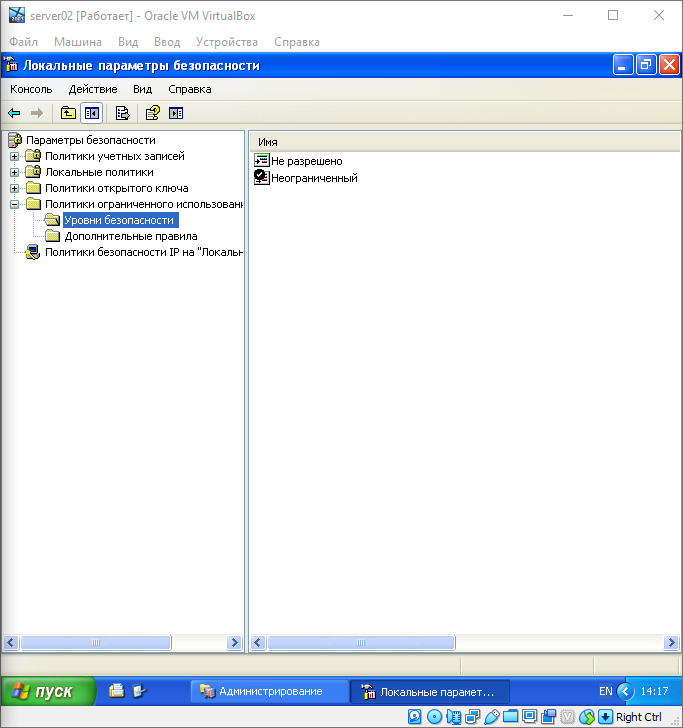 server02 [Работает] - Oracle VM VirtualBox
Файл Машина Вид Ввод Устройства Справка
Локальные параметры безопасности
Консоль Действие Вид Справка
Параметры безопасности
Политики учетных записей
Локальные политики
Политики открытого ключа
Политики ограниченного использован
Уровни безопасности
Дополнительные правила
Политики безопасности IP на "Локальн
Имя
Не разрешено
Неограниченный
пуск Администрирование Локальные парамет... EN 14:17
Right Ctrl